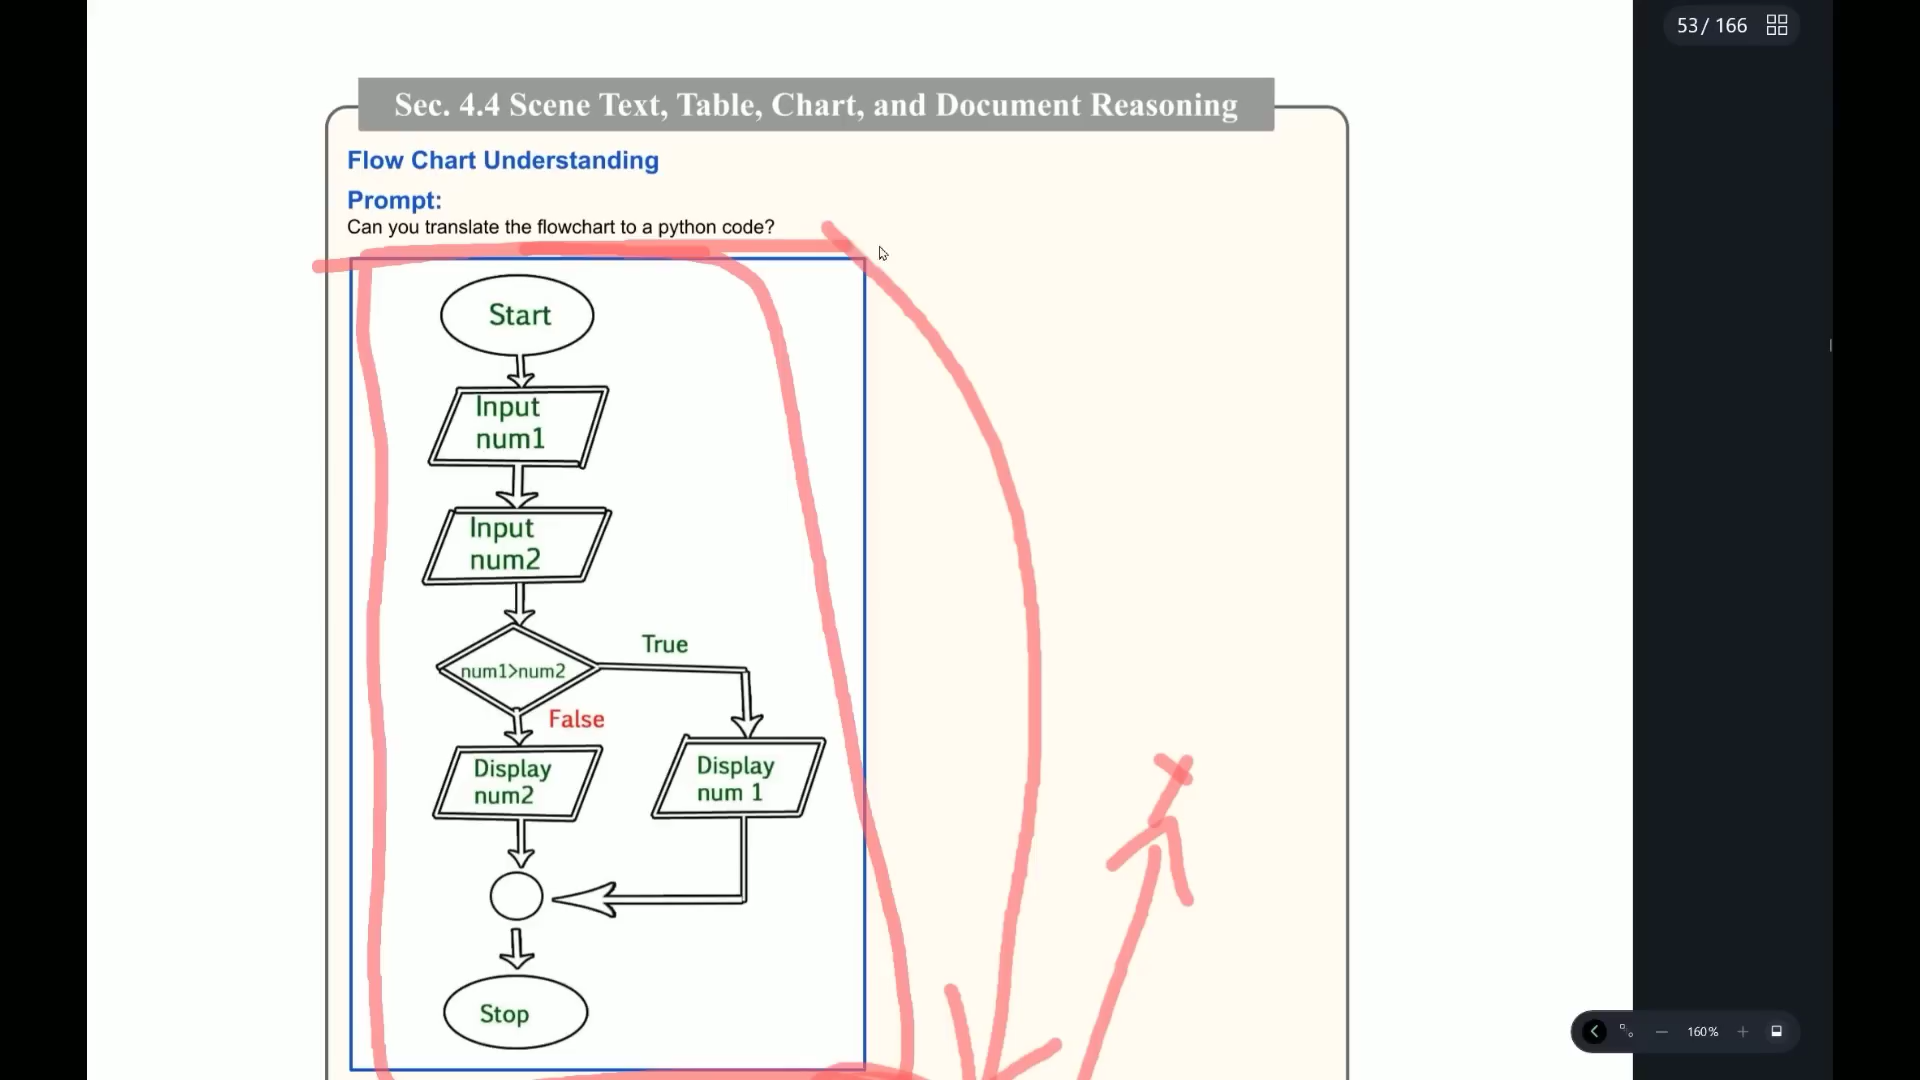 53/ 166
Sec. 4.4 Scene Text, Table, Chart, and Document Reasoning
Flow Chart Understanding
Prompt:
Can you translate the flowchart to a python code?
Start
Input
num1
Input
num2
num1>num2
True
False
Display
num2
Display
num 1
Stop
160%